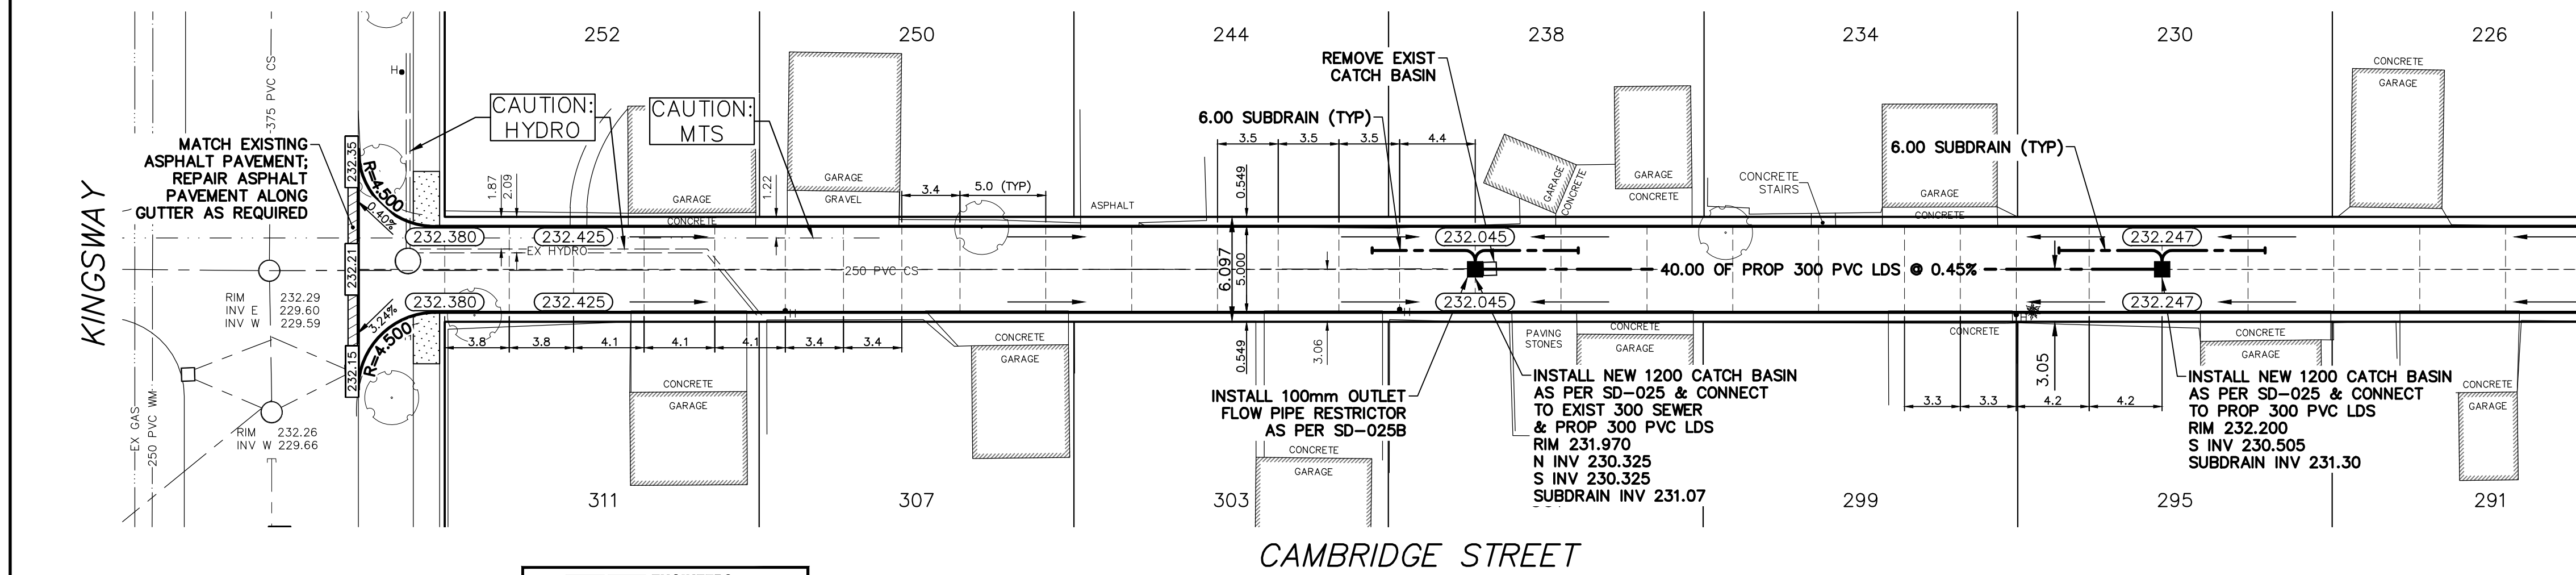 252
250
244
238
234
230
226
KINGSWAY
375 PVC CS
H
MATCH EXISTING
ASPHALT PAVEMENT;
REPAIR ASPHALT
PAVEMENT ALONG
GUTTER AS REQUIRED
232.35
232.21
232.15
R=4.500
0.40%
3.24%
R=4.500
CAUTION:
HYDRO
CAUTION:
MTS
1.87
2.09
1.22
GARAGE
CONCRETE
GARAGE
GRAVEL
3.4
5.0 (TYP)
ASPHALT
6.00 SUBDRAIN (TYP)
3.5
3.5
3.5
4.4
0.549
REMOVE EXIST
CATCH BASIN
GARAGE
CONCRETE
GARAGE
CONCRETE
CONCRETE
STAIRS
GARAGE
CONCRETE
6.00 SUBDRAIN (TYP)
CONCRETE
GARAGE
232.380
232.425
232.045
232.247
EX HYDRO
250 PVC CS
6.097
5.000
40.00 OF PROP 300 PVC LDS @ 0.45%
232.380
232.425
232.045
232.247
RIM 232.29
INV E 229.60
INV W 229.59
RIM 232.26
INV W 229.66
EX GAS
250 PVC WM
3.8
3.8
4.1
4.1
4.1
3.4
3.4
H
H
H
CONCRETE
GARAGE
CONCRETE
GARAGE
0.549
3.06
CONCRETE
GARAGE
INSTALL 100mm OUTLET
FLOW PIPE RESTRICTOR
AS PER SD-025B
PAVING
STONES
CONCRETE
GARAGE
INSTALL NEW 1200 CATCH BASIN
AS PER SD-025 & CONNECT
TO EXIST 300 SEWER
& PROP 300 PVC LDS
RIM 231.970
N INV 230.325
S INV 230.325
SUBDRAIN INV 231.07
CONCRETE
3.3
3.3
4.2
4.2
3.05
CONCRETE
GARAGE
INSTALL NEW 1200 CATCH BASIN
AS PER SD-025 & CONNECT
TO PROP 300 PVC LDS
RIM 232.200
S INV 230.505
SUBDRAIN INV 231.30
CONCRETE
GARAGE
311
307
303
299
295
291
CAMBRIDGE STREET